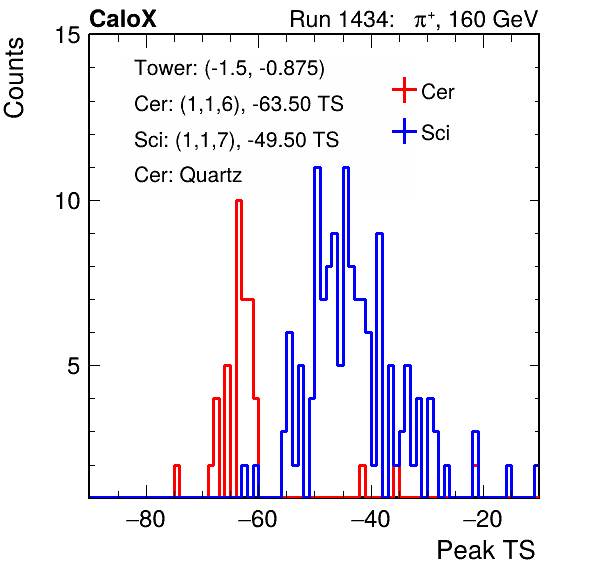 CaloX Run 1434: π⁺, 160 GeV
Counts
15
Tower: (-1.5, -0.875)
Cer: (1,1,6), -63.50 TS
Sci: (1,1,7), -49.50 TS
Cer: Quartz
Cer
Sci
10
5
−80 −60 −40 −20
Peak TS